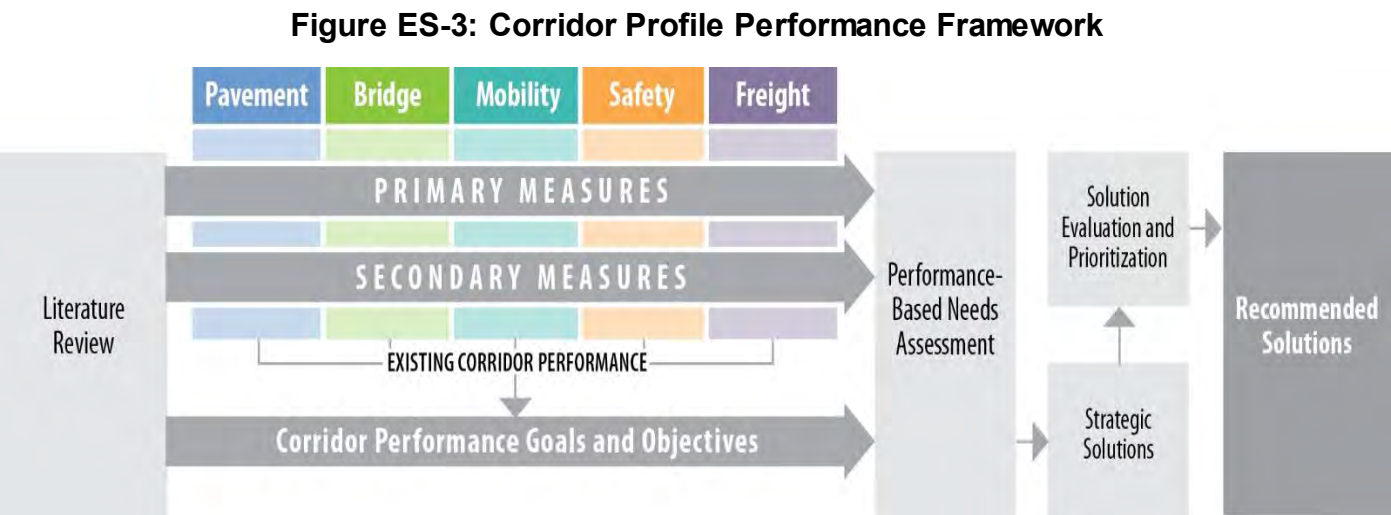 Figure ES-3: Corridor Profile Performance Framework
Pavement
Bridge
Mobility
Safety
Freight
Literature
Review
PRIMARY MEASURES
SECONDARY MEASURES
EXISTING CORRIDOR PERFORMANCE
Corridor Performance Goals and Objectives
Performance-
Based Needs
Assessment
Solution
Evaluation and
Prioritization
Strategic
Solutions
Recommended
Solutions